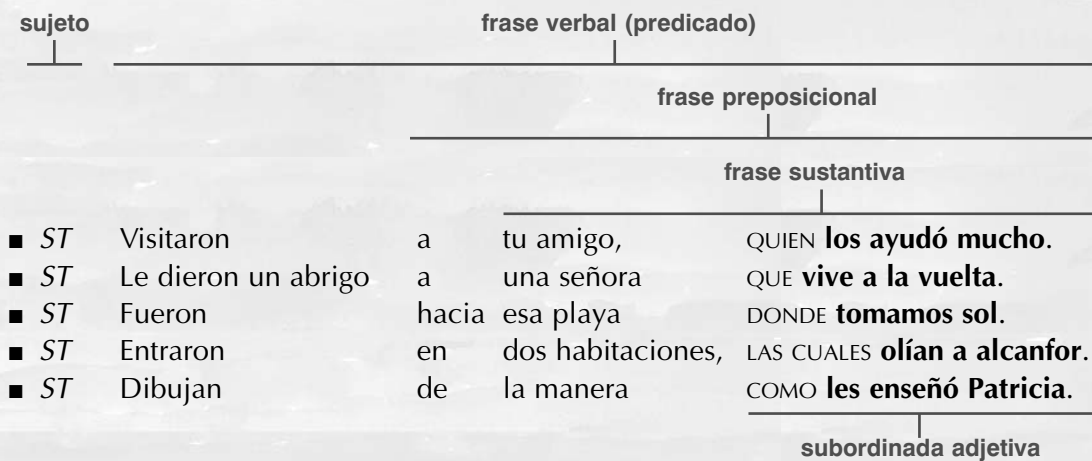 sujeto frase verbal (predicado)
frase preposicional
frase sustantiva
■ ST Visitaron a tu amigo, QUIEN los ayudó mucho.
■ ST Le dieron un abrigo a una señora QUE vive a la vuelta.
■ ST Fueron hacia esa playa DONDE tomamos sol.
■ ST Entraron en dos habitaciones, LAS CUALES olían a alcanfor.
■ ST Dibujan de la manera COMO les enseñó Patricia.
subordinada adjetiva